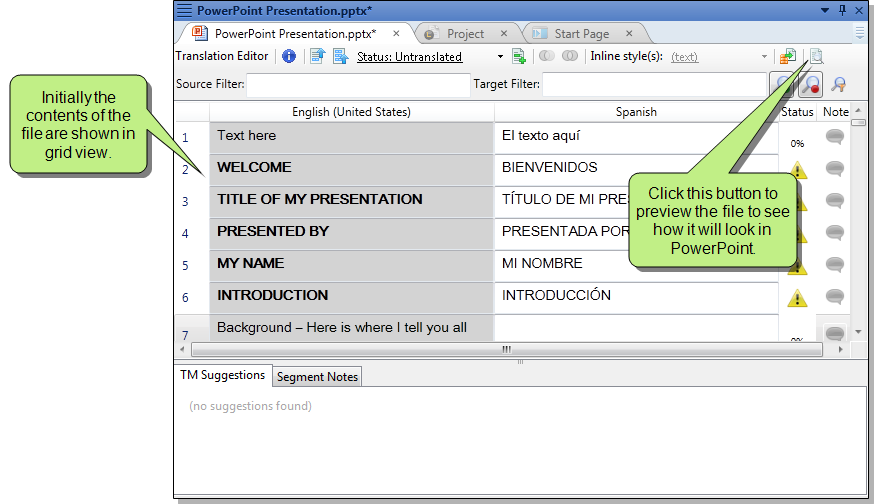 PowerPoint Presentation.pptx*
PowerPoint Presentation.pptx* Project Start Page
Translation Editor Status: Untranslated Inline style(s): (text)
Source Filter: Target Filter:
English (United States) Spanish Status Note
1 Text here El texto aquí 0%
2 WELCOME BIENVENIDOS
3 TITLE OF MY PRESENTATION TÍTULO DE MI PRE
4 PRESENTED BY PRESENTADA POR
5 MY NAME MI NOMBRE
6 INTRODUCTION INTRODUCCIÓN
7 Background – Here is where I tell you all
TM Suggestions Segment Notes
(no suggestions found)
Initially the
contents of the
file are shown in
grid view.
Click this button to
preview the file to see
how it will look in
PowerPoint.